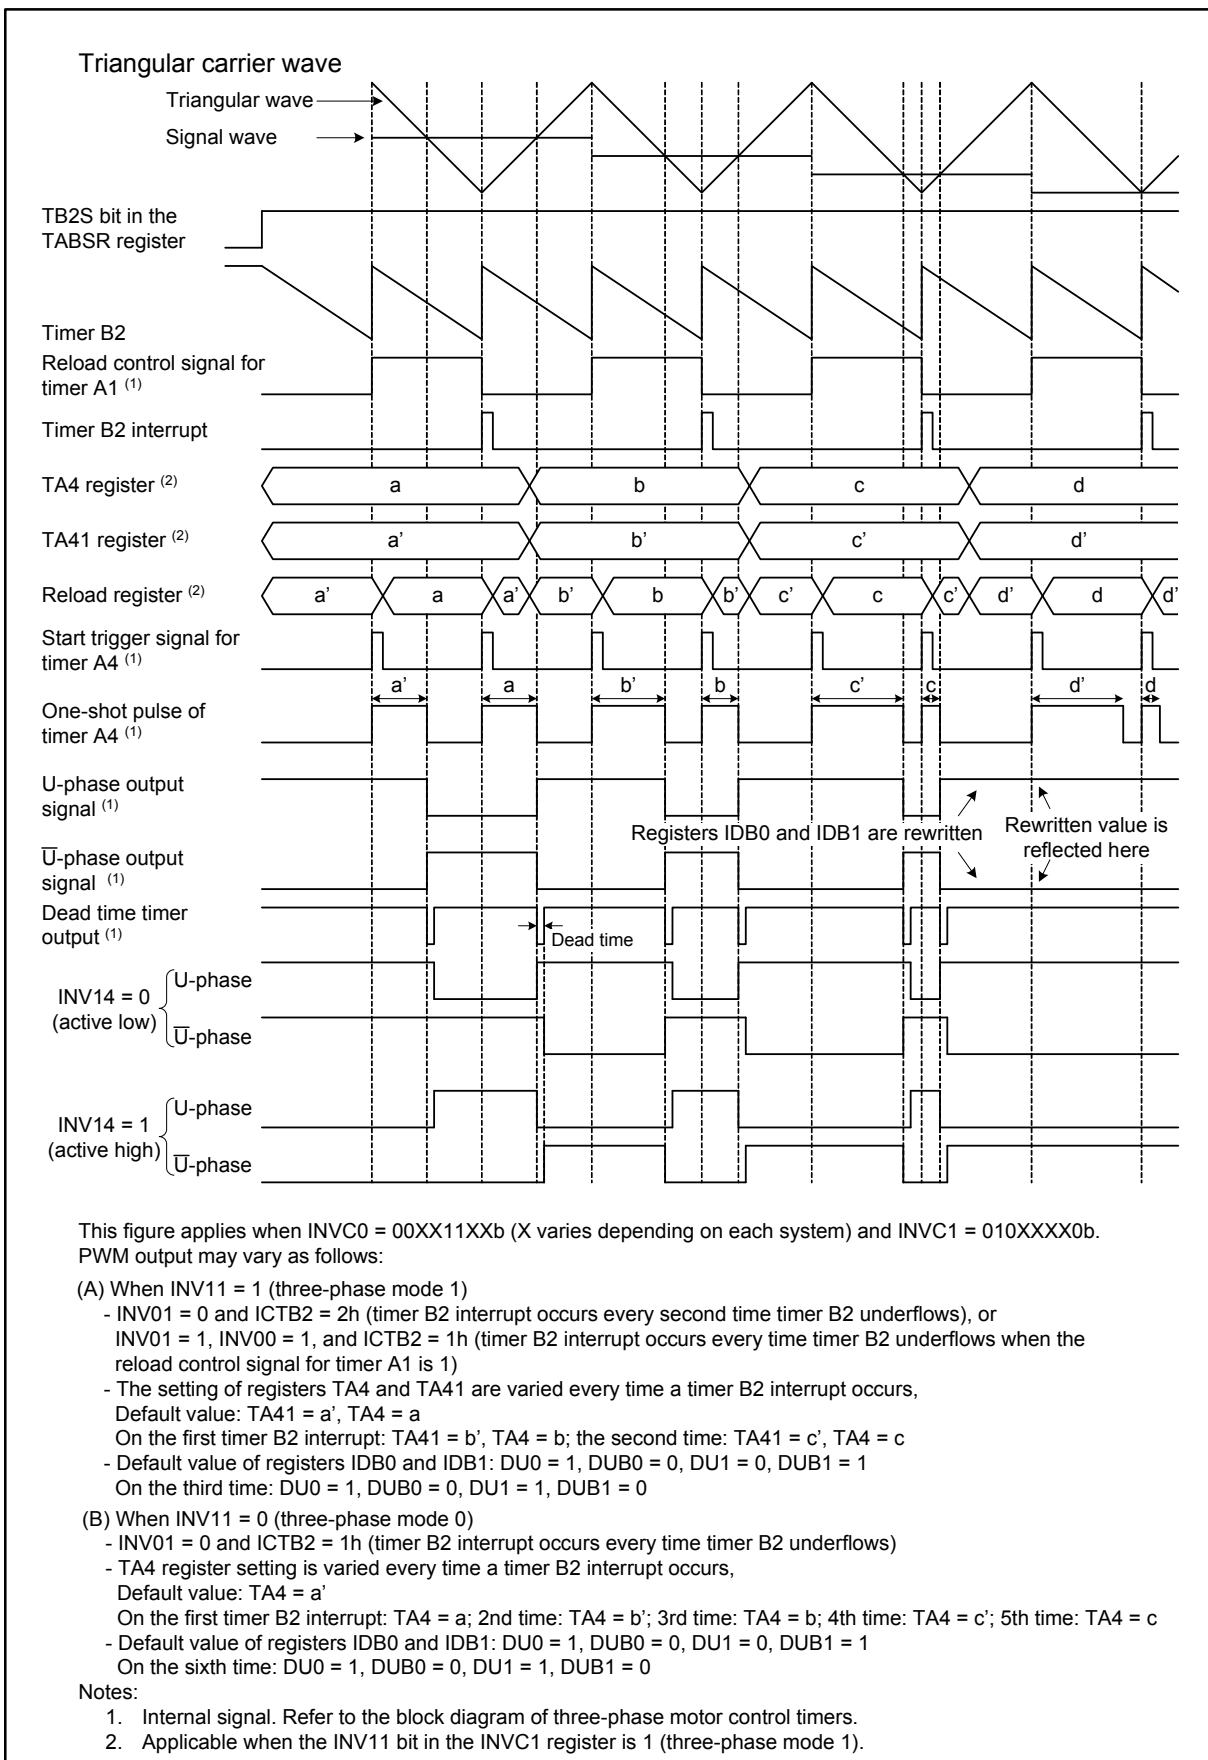 Triangular carrier wave
Triangular wave
Signal wave
TB2S bit in the
TABSR register
Timer B2
Reload control signal for
timer A1 (1)
Timer B2 interrupt
TA4 register (2)
a b c d
TA41 register (2)
a’ b’ c’ d’
Reload register (2)
a’ a a’ b’ b b’ c’ c c’ d’ d d’
Start trigger signal for
timer A4 (1)
a’ a b’ b c’ c d’ d
One-shot pulse of
timer A4 (1)
U-phase output
signal (1)
Registers IDB0 and IDB1 are rewritten
Rewritten value is
reflected here
U̅-phase output
signal (1)
Dead time timer
output (1)
Dead time
INV14 = 0
(active low)
U-phase
U̅-phase
INV14 = 1
(active high)
U-phase
U̅-phase
This figure applies when INVC0 = 00XX11XXb (X varies depending on each system) and INVC1 = 010XXXX0b.
PWM output may vary as follows:
(A) When INV11 = 1 (three-phase mode 1)
- INV01 = 0 and ICTB2 = 2h (timer B2 interrupt occurs every second time timer B2 underflows), or
INV01 = 1, INV00 = 1, and ICTB2 = 1h (timer B2 interrupt occurs every time timer B2 underflows when the
reload control signal for timer A1 is 1)
- The setting of registers TA4 and TA41 are varied every time a timer B2 interrupt occurs,
Default value: TA41 = a’, TA4 = a
On the first timer B2 interrupt: TA41 = b’, TA4 = b; the second time: TA41 = c’, TA4 = c
- Default value of registers IDB0 and IDB1: DU0 = 1, DUB0 = 0, DU1 = 0, DUB1 = 1
On the third time: DU0 = 1, DUB0 = 0, DU1 = 1, DUB1 = 0
(B) When INV11 = 0 (three-phase mode 0)
- INV01 = 0 and ICTB2 = 1h (timer B2 interrupt occurs every time timer B2 underflows)
- TA4 register setting is varied every time a timer B2 interrupt occurs,
Default value: TA4 = a’
On the first timer B2 interrupt: TA4 = a; 2nd time: TA4 = b’; 3rd time: TA4 = b; 4th time: TA4 = c’; 5th time: TA4 = c
- Default value of registers IDB0 and IDB1: DU0 = 1, DUB0 = 0, DU1 = 0, DUB1 = 1
On the sixth time: DU0 = 1, DUB0 = 0, DU1 = 1, DUB1 = 0
Notes:
1. Internal signal. Refer to the block diagram of three-phase motor control timers.
2. Applicable when the INV11 bit in the INVC1 register is 1 (three-phase mode 1).